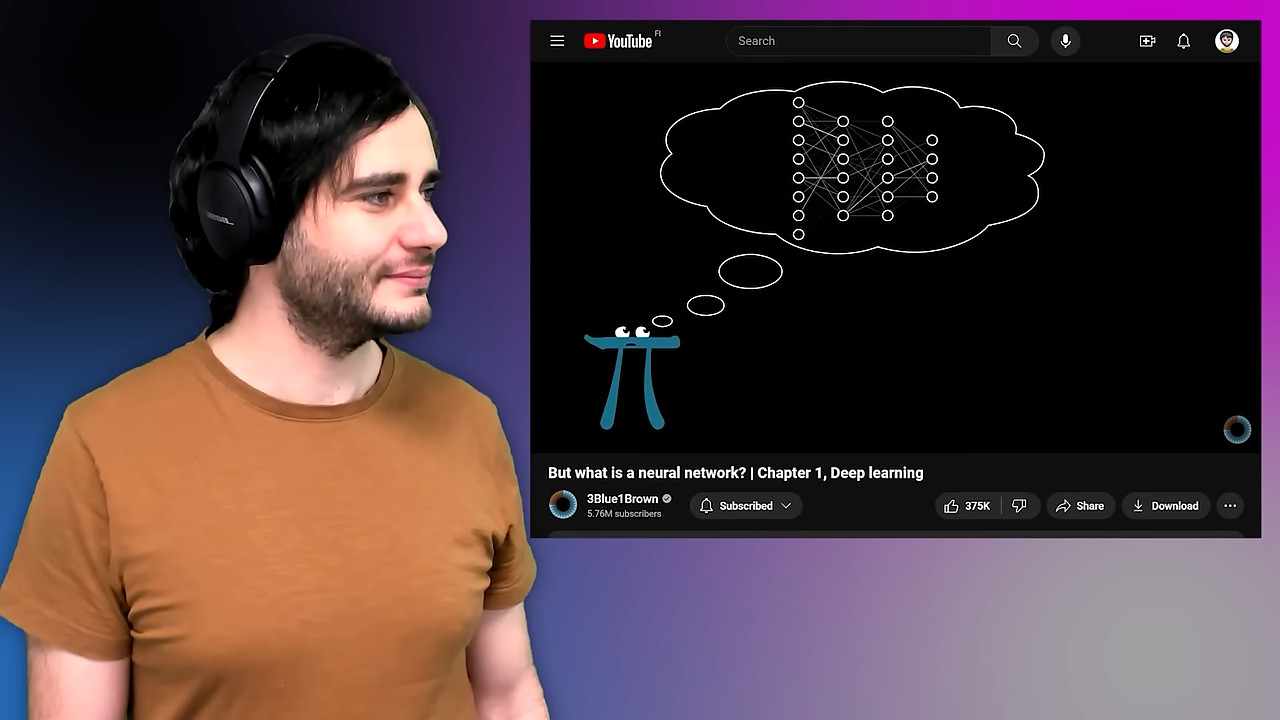 YouTube FI
Search
But what is a neural network? | Chapter 1, Deep learning
3Blue1Brown
5.76M subscribers
Subscribed
375K
Share
Download